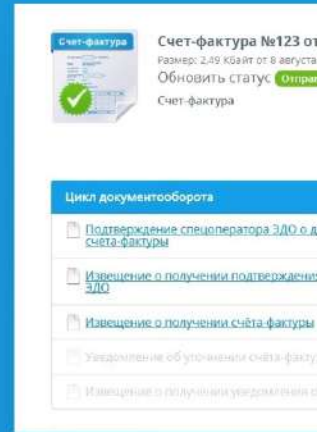 Счет-фактура
Счет-фактура №123 от
Размер: 2,49 Кбайт от 8 августа
Обновить статус Отправ
Счет-фактура
Цикл документооборота
Подтверждение спецоператора ЭДО о д
счёта-фактуры
Извещение о получении подтверждения
ЭДО
Извещение о получении счёта-фактуры
Уведомление об уточнении счёта-факту
Извещение о получении уведомления о